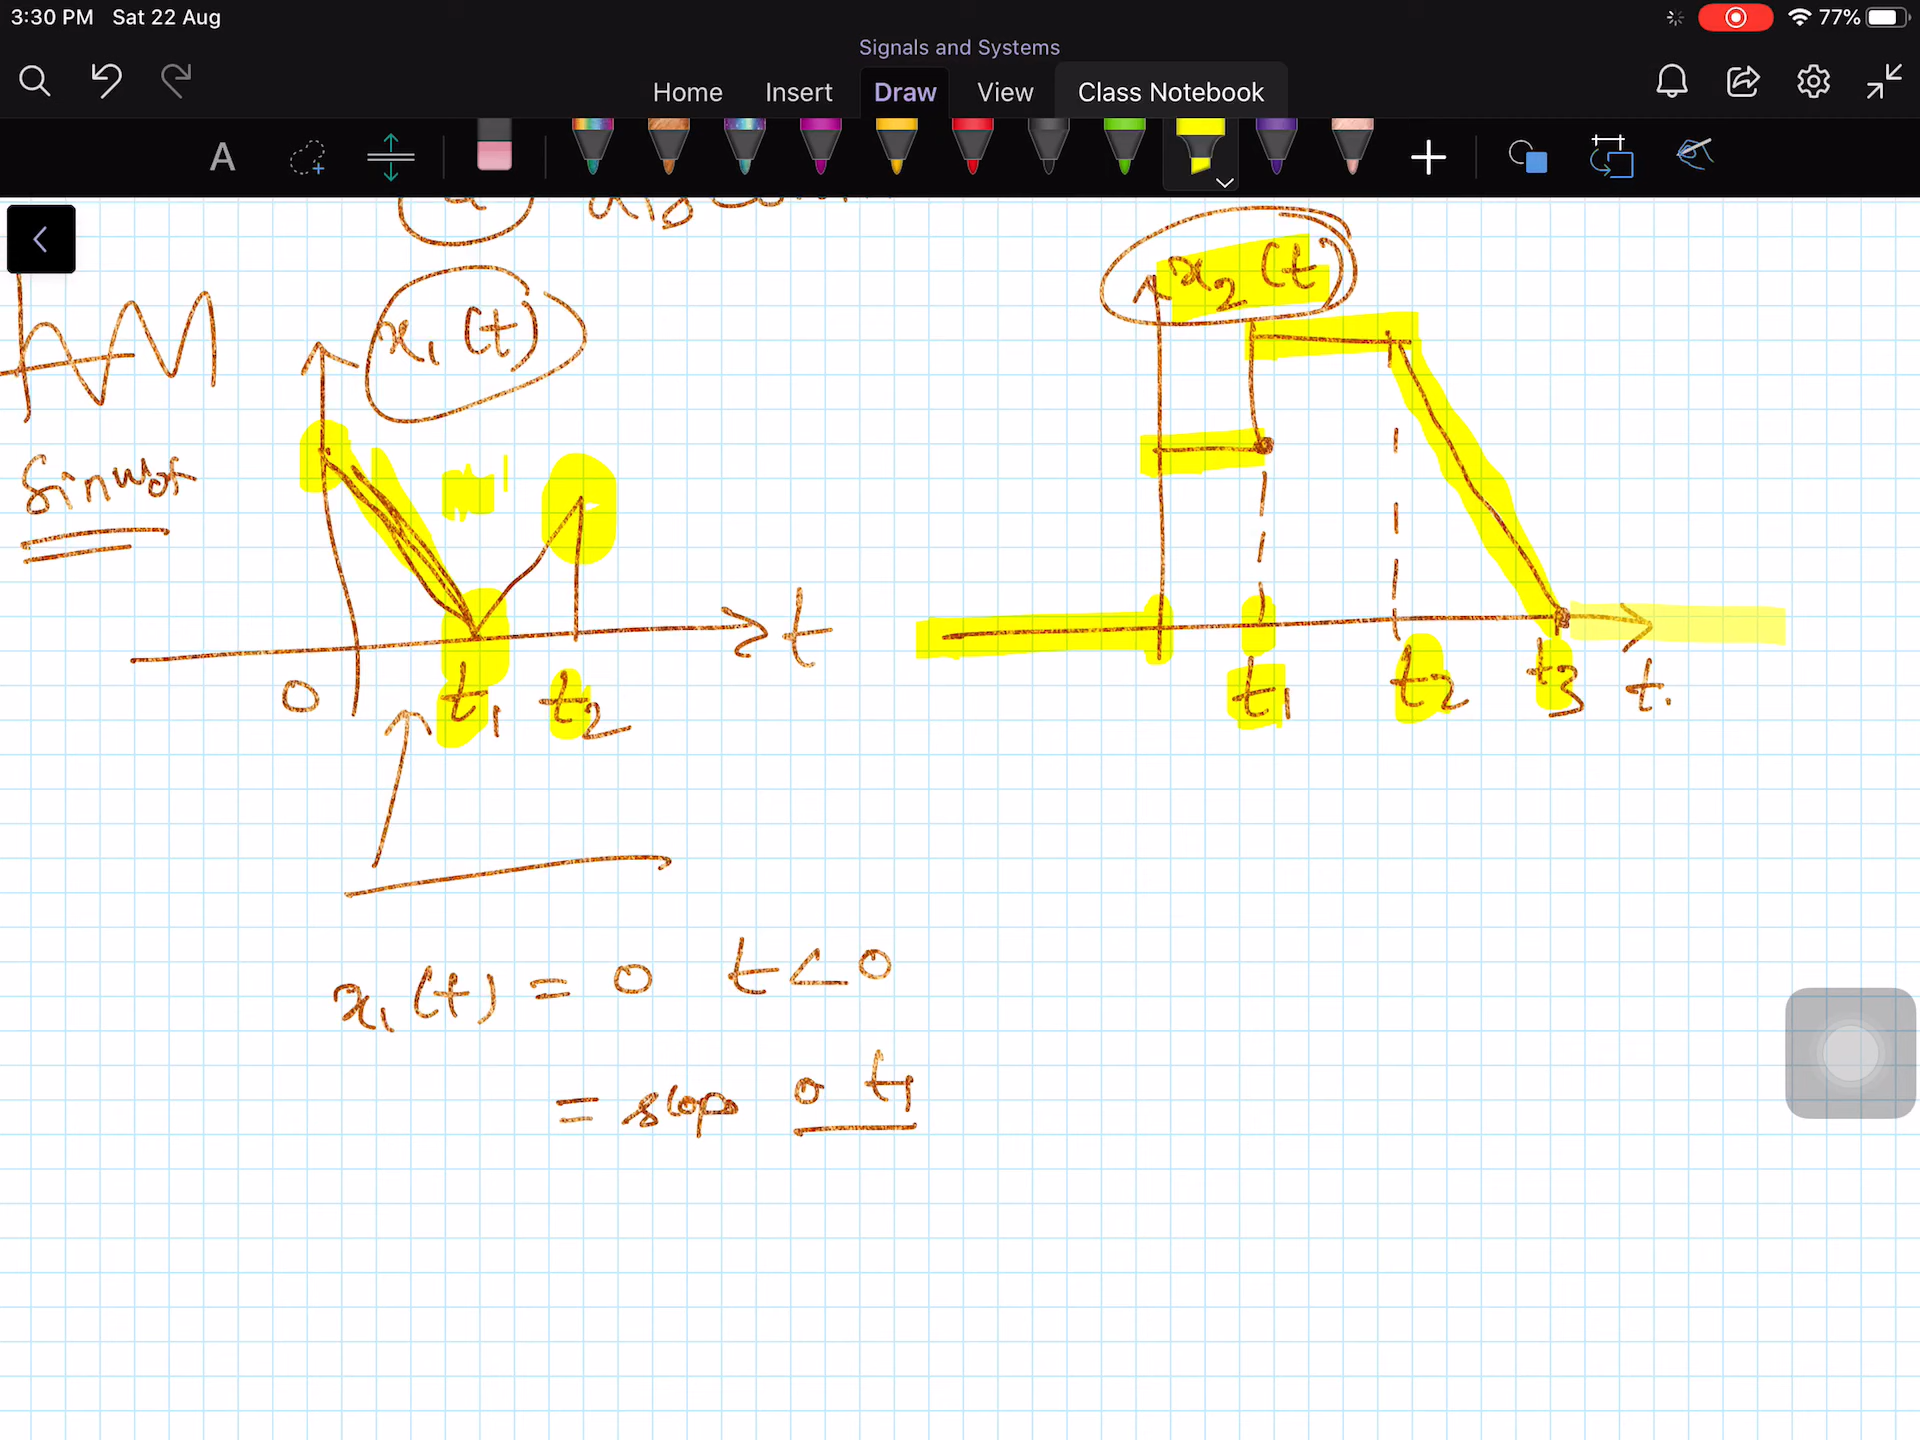 3:30 PM Sat 22 Aug
77%
Signals and Systems
Home Insert Draw View Class Notebook
A
x₁(t)
x₂(t)
Sinωot
0 t₁ t₂ t
t₁ t₂ t₃ t.
x₁(t) = 0 t<0
= slop 0 t₁